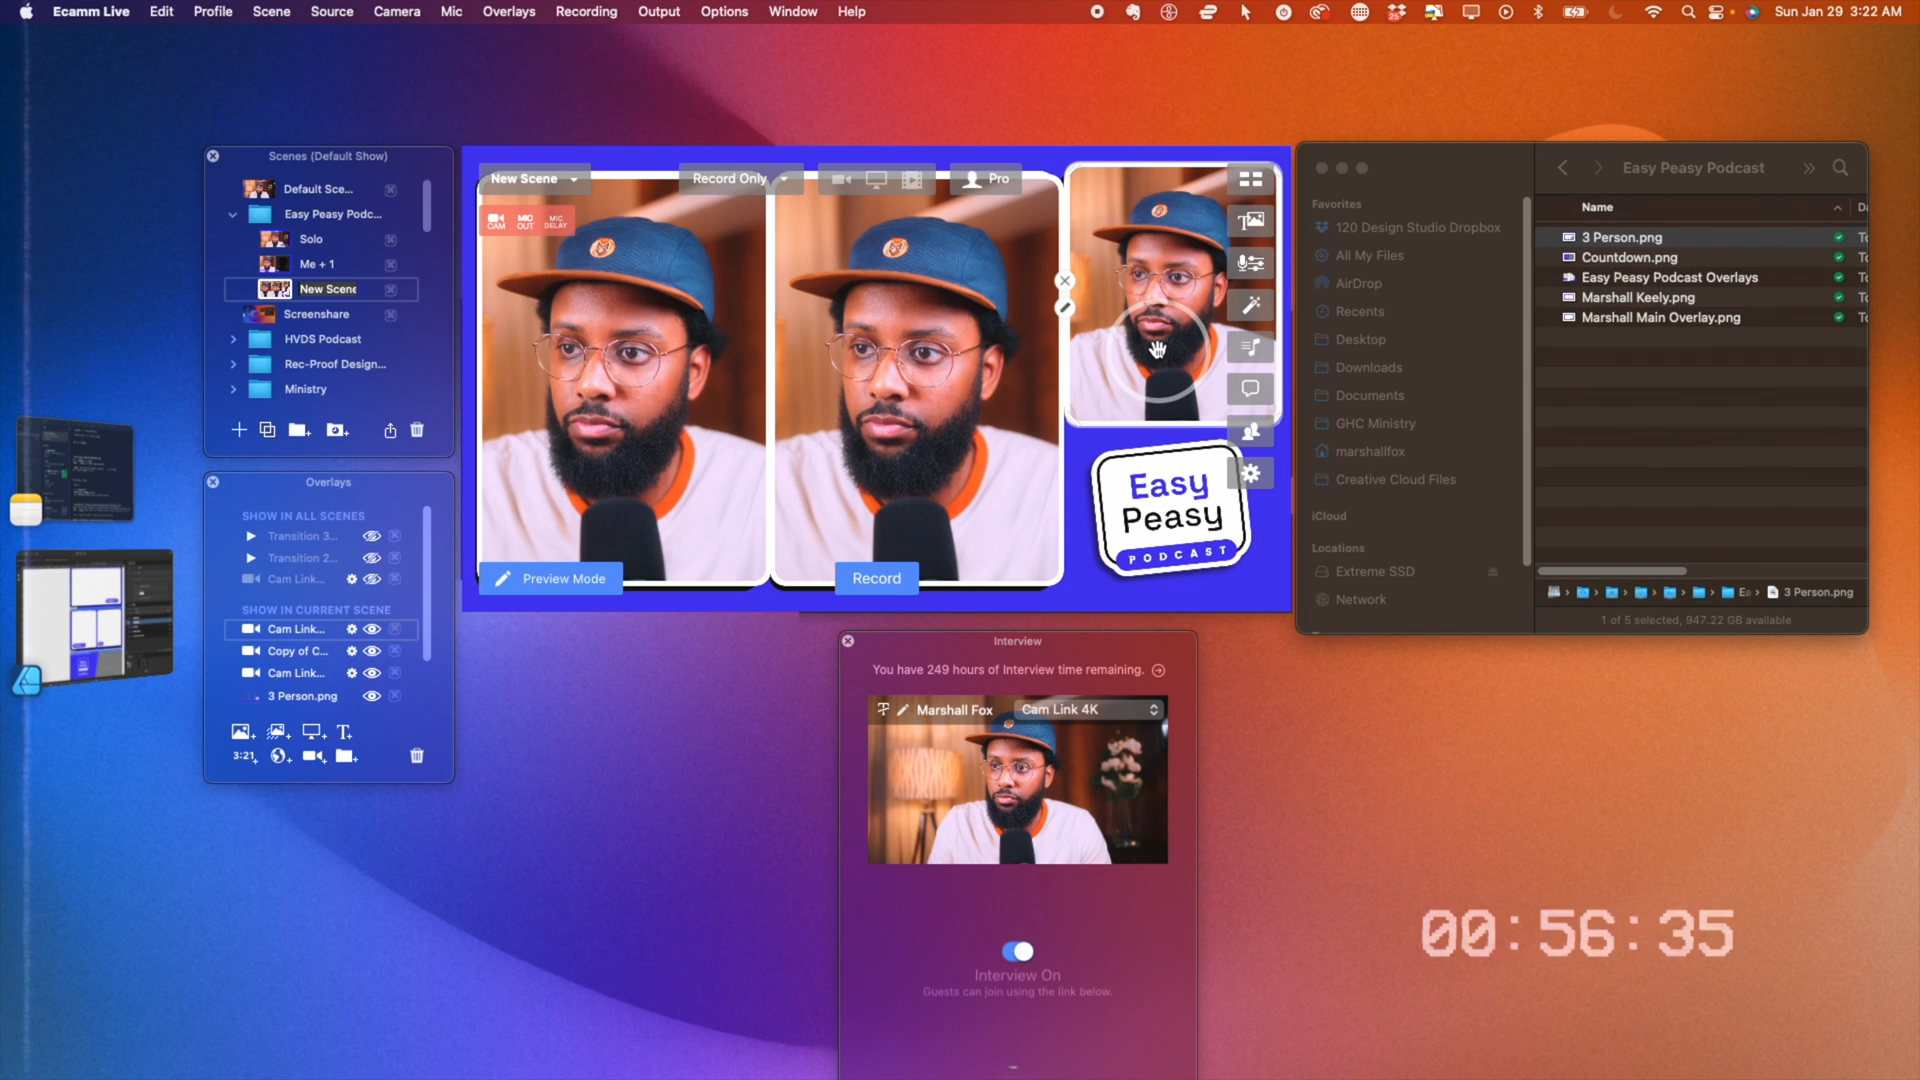 Ecamm Live Edit Profile Scene Source Camera Mic Overlays Recording Output Options Window Help
25
Sun Jan 29 3:22 AM
Scenes (Default Show)
Default Sce...
Easy Peasy Podc...
Solo
Me + 1
New Scene
Screenshare
HVDS Podcast
Rec-Proof Design...
Ministry
Overlays
SHOW IN ALL SCENES
Transition 3...
Transition 2...
Cam Link...
SHOW IN CURRENT SCENE
Cam Link...
Copy of C...
Cam Link...
3 Person.png
3:21
New Scene
Record Only
Pro
CAM
MIC OUT
MIC DELAY
Preview Mode
Record
Easy
Peasy
PODCAST
Easy Peasy Podcast
Favorites
120 Design Studio Dropbox
All My Files
AirDrop
Recents
Desktop
Downloads
Documents
GHC Ministry
marshallfox
Creative Cloud Files
iCloud
Locations
Extreme SSD
Network
Name
3 Person.png
Countdown.png
Easy Peasy Podcast Overlays
Marshall Keely.png
Marshall Main Overlay.png
3 Person.png
1 of 5 selected, 947.22 GB available
Interview
You have 249 hours of Interview time remaining.
Marshall Fox
Cam Link 4K
Interview On
Guests can join using the link below.
00:56:35